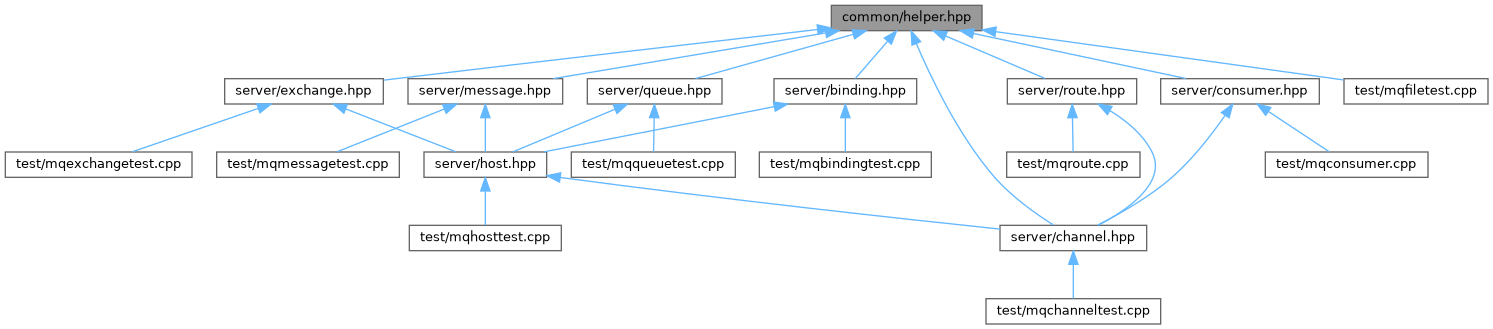 common/helper.hpp
server/exchange.hpp
server/message.hpp
server/queue.hpp
server/binding.hpp
server/route.hpp
server/consumer.hpp
test/mqfiletest.cpp
test/mqexchangetest.cpp
test/mqmessagetest.cpp
server/host.hpp
test/mqqueuetest.cpp
test/mqbindingtest.cpp
test/mqroute.cpp
test/mqconsumer.cpp
test/mqhosttest.cpp
server/channel.hpp
test/mqchanneltest.cpp